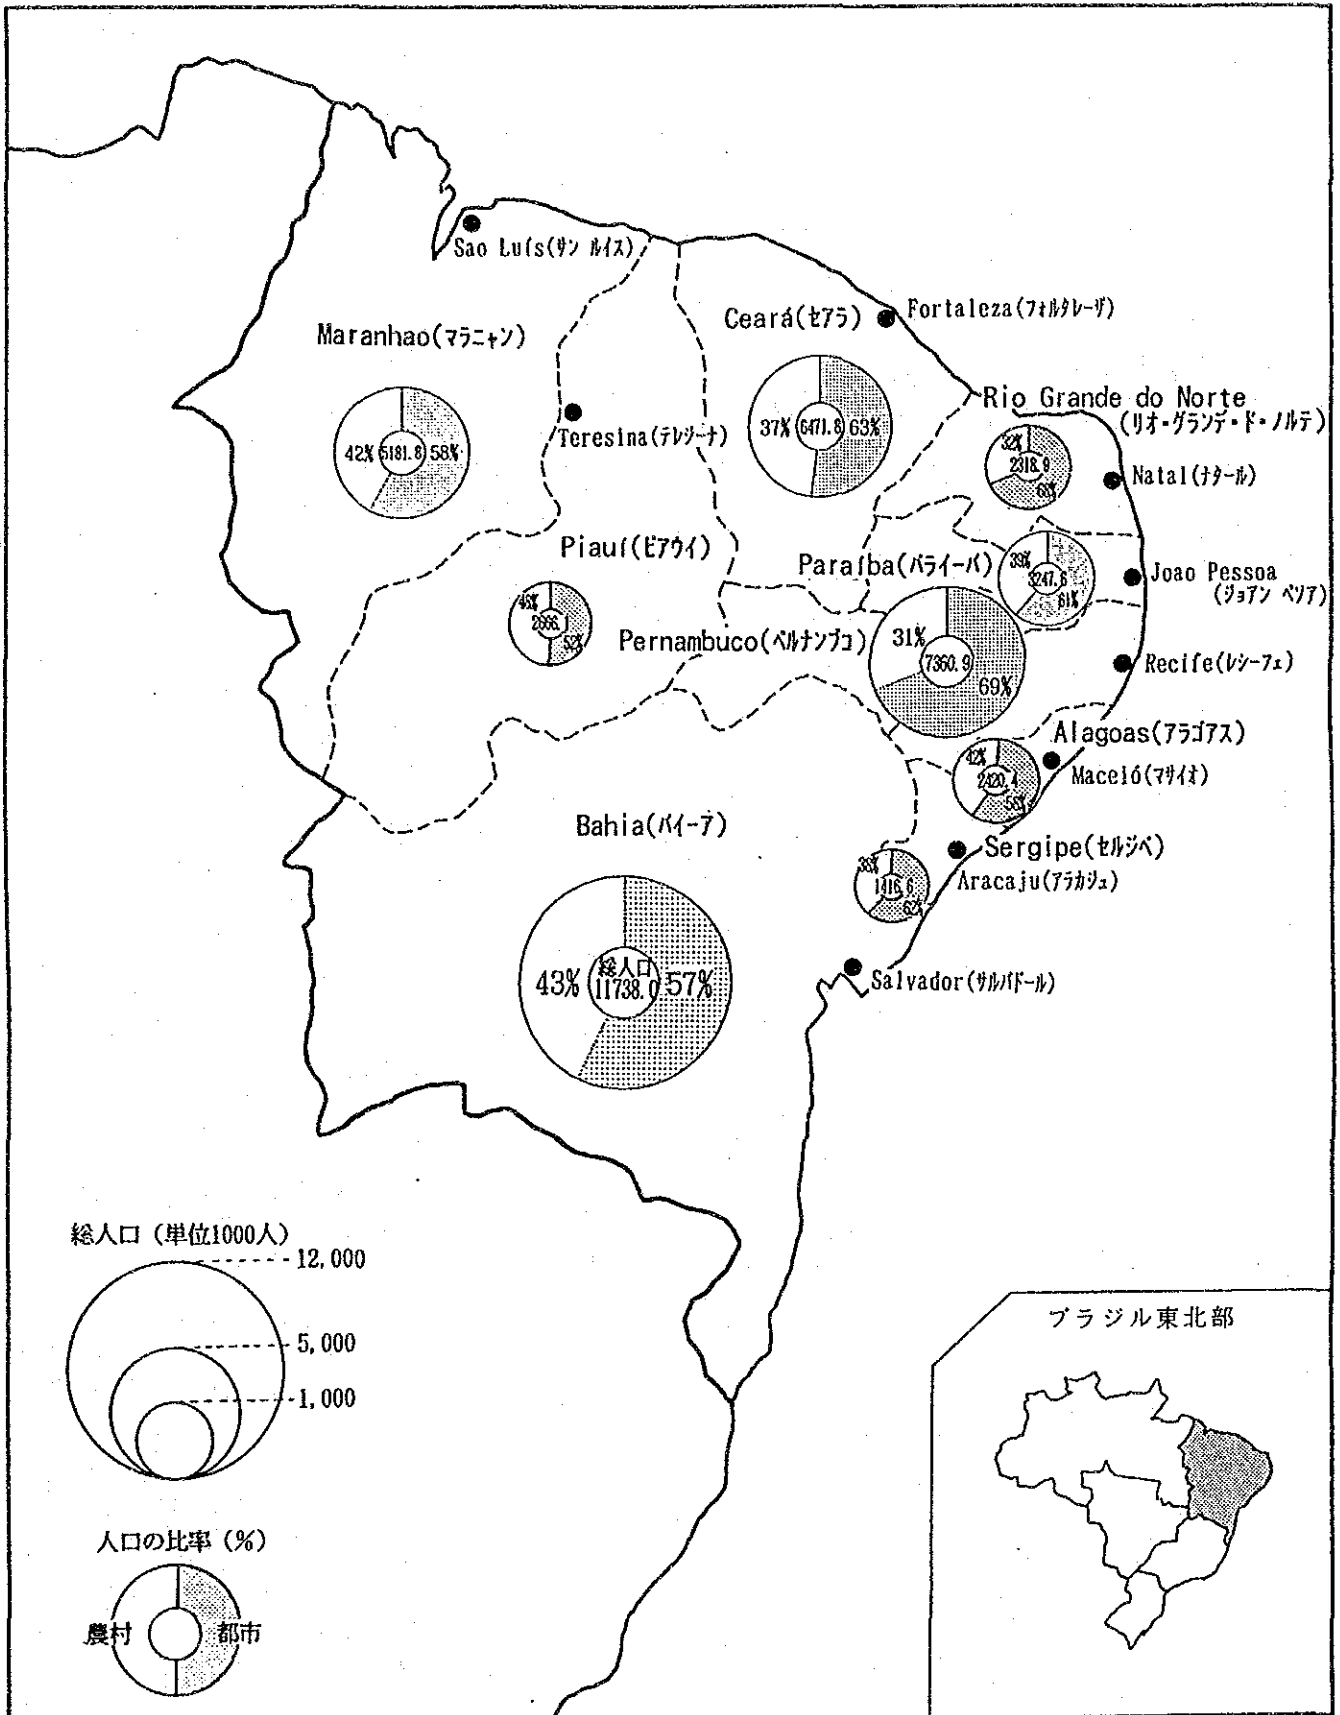 Sao Luís(サン ルイス)
Maranhao(マラニャン)
42% 5181.8 58%
Teresina(テレジーナ)
Ceará(セアラ)
Fortaleza(フォルタレーザ)
37% 6471.8 63%
Rio Grande do Norte
(リオ・グランデ・ド・ノルテ)
32%
2318.9
68%
Natal(ナタール)
Piauí(ピアウイ)
48%
2666.1
52%
Paraíba(パライーバ)
39%
3247.6
61%
Joao Pessoa
(ジョアン ペソア)
Pernambuco(ペルナンブコ)
31%
7360.9
69%
Recife(レシーフェ)
Alagoas(アラゴアス)
42%
2420.4
58%
Maceió(マサイオ)
Bahia(バイーア)
Sergipe(セルジペ)
38%
1416.6
62%
Aracaju(アラカジュ)
総人口
43% 11738.0 57%
Salvador(サルバドール)
総人口（単位1000人）
12,000
5,000
1,000
人口の比率（%）
農村 都市
ブラジル東北部